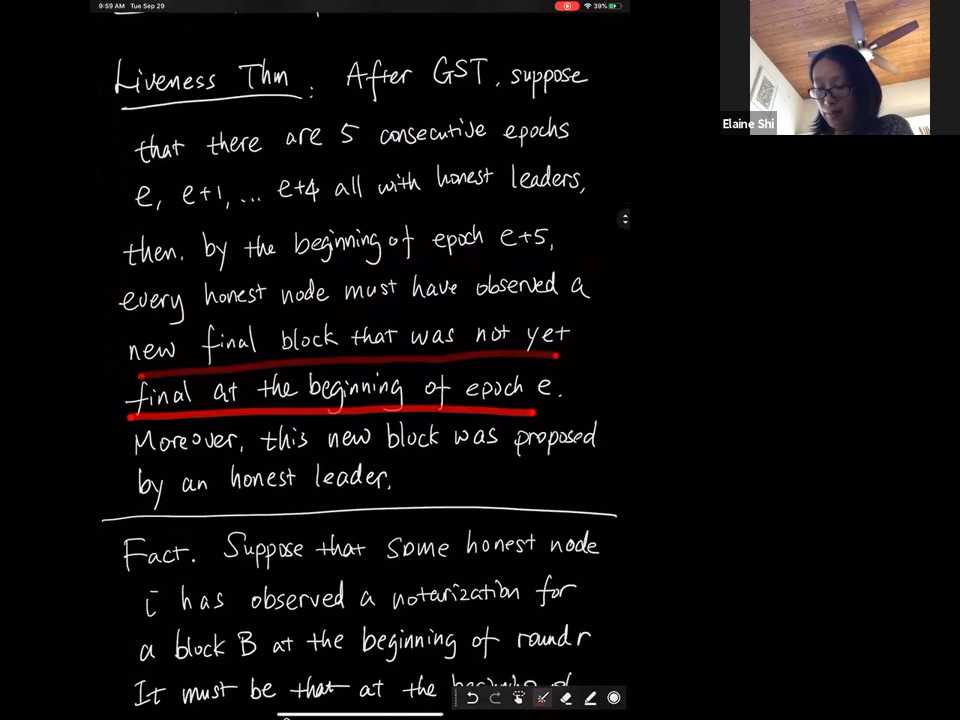 9:59 AM Tue Sep 29
39%
Liveness Thm: After GST, suppose
that there are 5 consecutive epochs
e, e+1, ... e+4 all with honest leaders,
then, by the beginning of epoch e+5,
every honest node must have observed a
new final block that was not yet
final at the beginning of epoch e.
Moreover, this new block was proposed
by an honest leader.
Fact. Suppose that some honest node
i has observed a notarization for
a block B at the beginning of round r
It must be that at the
Elaine Shi